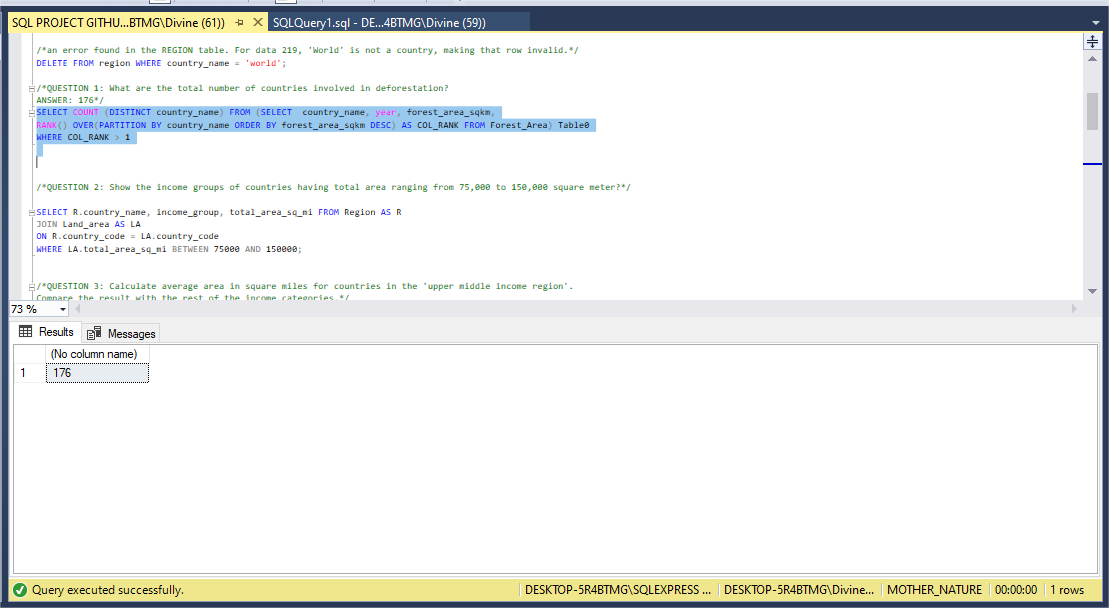 SQL PROJECT GITHU...BTMG\Divine (61))
SQLQuery1.sql - DE...4BTMG\Divine (59))
/*an error found in the REGION table. For data 219, 'World' is not a country, making that row invalid.*/
DELETE FROM region WHERE country_name = 'world';
/*QUESTION 1: What are the total number of countries involved in deforestation?
ANSWER: 176*/
SELECT COUNT (DISTINCT country_name) FROM (SELECT  country_name, year, forest_area_sqkm,
RANK() OVER(PARTITION BY country_name ORDER BY forest_area_sqkm DESC) AS COL_RANK FROM Forest_Area) Table0
WHERE COL_RANK > 1
/*QUESTION 2: Show the income groups of countries having total area ranging from 75,000 to 150,000 square meter?*/
SELECT R.country_name, income_group, total_area_sq_mi FROM Region AS R
JOIN Land_area AS LA
ON R.country_code = LA.country_code
WHERE LA.total_area_sq_mi BETWEEN 75000 AND 150000;
/*QUESTION 3: Calculate average area in square miles for countries in the 'upper middle income region'.
Compare the result with the rest of the income categories.*/
73 %
Results
Messages
(No column name)
1 176
Query executed successfully.
DESKTOP-5R4BTMG\SQLEXPRESS ...
DESKTOP-5R4BTMG\Divine...
MOTHER_NATURE
00:00:00
1 rows